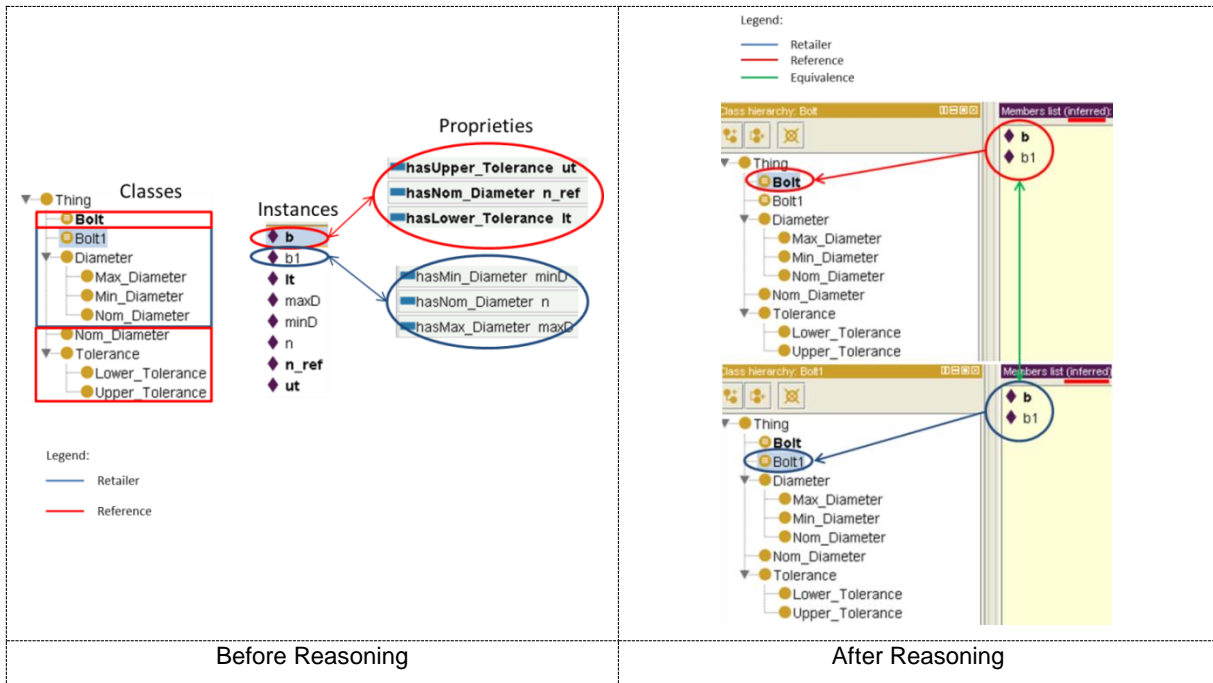 Proprieties
hasUpper_Tolerance ut
hasNom_Diameter n_ref
hasLower_Tolerance lt
Classes
Thing
Bolt
Bolt1
Diameter
Max_Diameter
Min_Diameter
Nom_Diameter
Nom_Diameter
Tolerance
Lower_Tolerance
Upper_Tolerance
Instances
b
b1
lt
maxD
minD
n
n_ref
ut
hasMin_Diameter minD
hasNom_Diameter n
hasMax_Diameter maxD
Legend:
Retailer
Reference
Before Reasoning
Legend:
Retailer
Reference
Equivalence
Class hierarchy: Bolt
Members list (inferred):
Thing
Bolt
Bolt1
Diameter
Max_Diameter
Min_Diameter
Nom_Diameter
Nom_Diameter
Tolerance
Lower_Tolerance
Upper_Tolerance
b
b1
Class hierarchy: Bolt1
Members list (inferred)
Thing
Bolt
Bolt1
Diameter
Max_Diameter
Min_Diameter
Nom_Diameter
Nom_Diameter
Tolerance
Lower_Tolerance
Upper_Tolerance
b
b1
After Reasoning